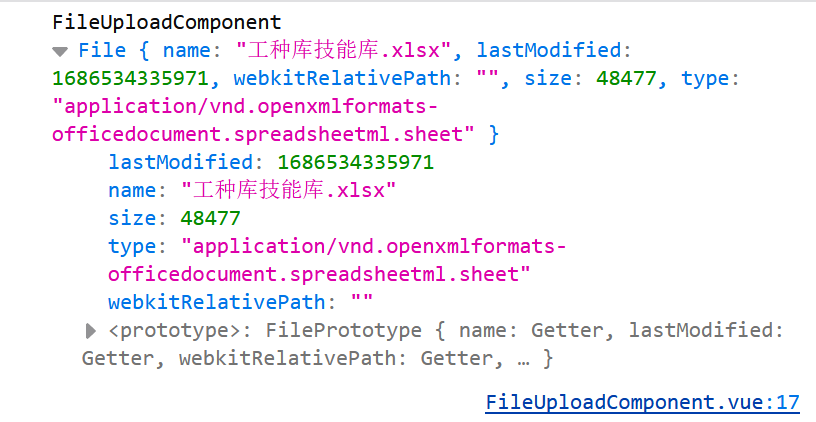 FileUploadComponent
File { name: "工种库技能库.xlsx", lastModified:
1686534335971, webkitRelativePath: "", size: 48477, type:
"application/vnd.openxmlformats-
officedocument.spreadsheetml.sheet" }
lastModified: 1686534335971
name: "工种库技能库.xlsx"
size: 48477
type: "application/vnd.openxmlformats-
officedocument.spreadsheetml.sheet"
webkitRelativePath: ""
<prototype>: FilePrototype { name: Getter, lastModified:
Getter, webkitRelativePath: Getter, … }
FileUploadComponent.vue:17